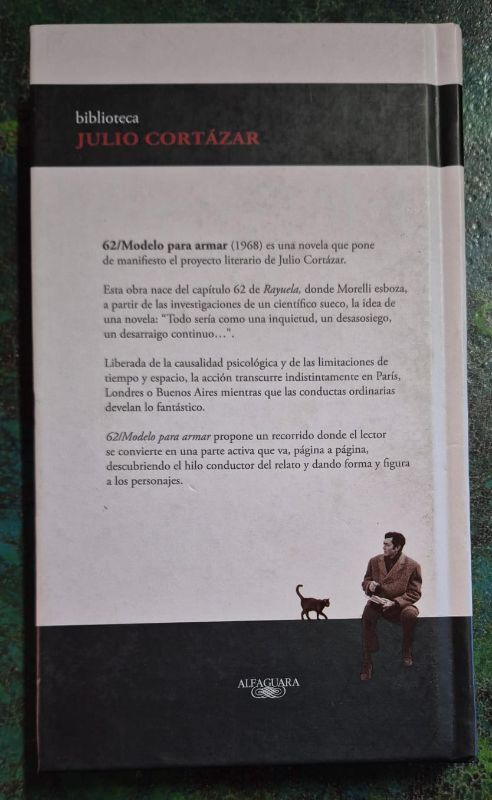 biblioteca
JULIO CORTÁZAR
62/Modelo para armar (1968) es una novela que pone
de manifiesto el proyecto literario de Julio Cortázar.
Esta obra nace del capítulo 62 de Rayuela, donde Morelli esboza,
a partir de las investigaciones de un científico sueco, la idea de
una novela: “Todo sería como una inquietud, un desasosiego,
un desarraigo continuo…”.
Liberada de la causalidad psicológica y de las limitaciones de
tiempo y espacio, la acción transcurre indistintamente en París,
Londres o Buenos Aires mientras que las conductas ordinarias
develan lo fantástico.
62/Modelo para armar propone un recorrido donde el lector
se convierte en una parte activa que va, página a página,
descubriendo el hilo conductor del relato y dando forma y figura
a los personajes.
ALFAGUARA